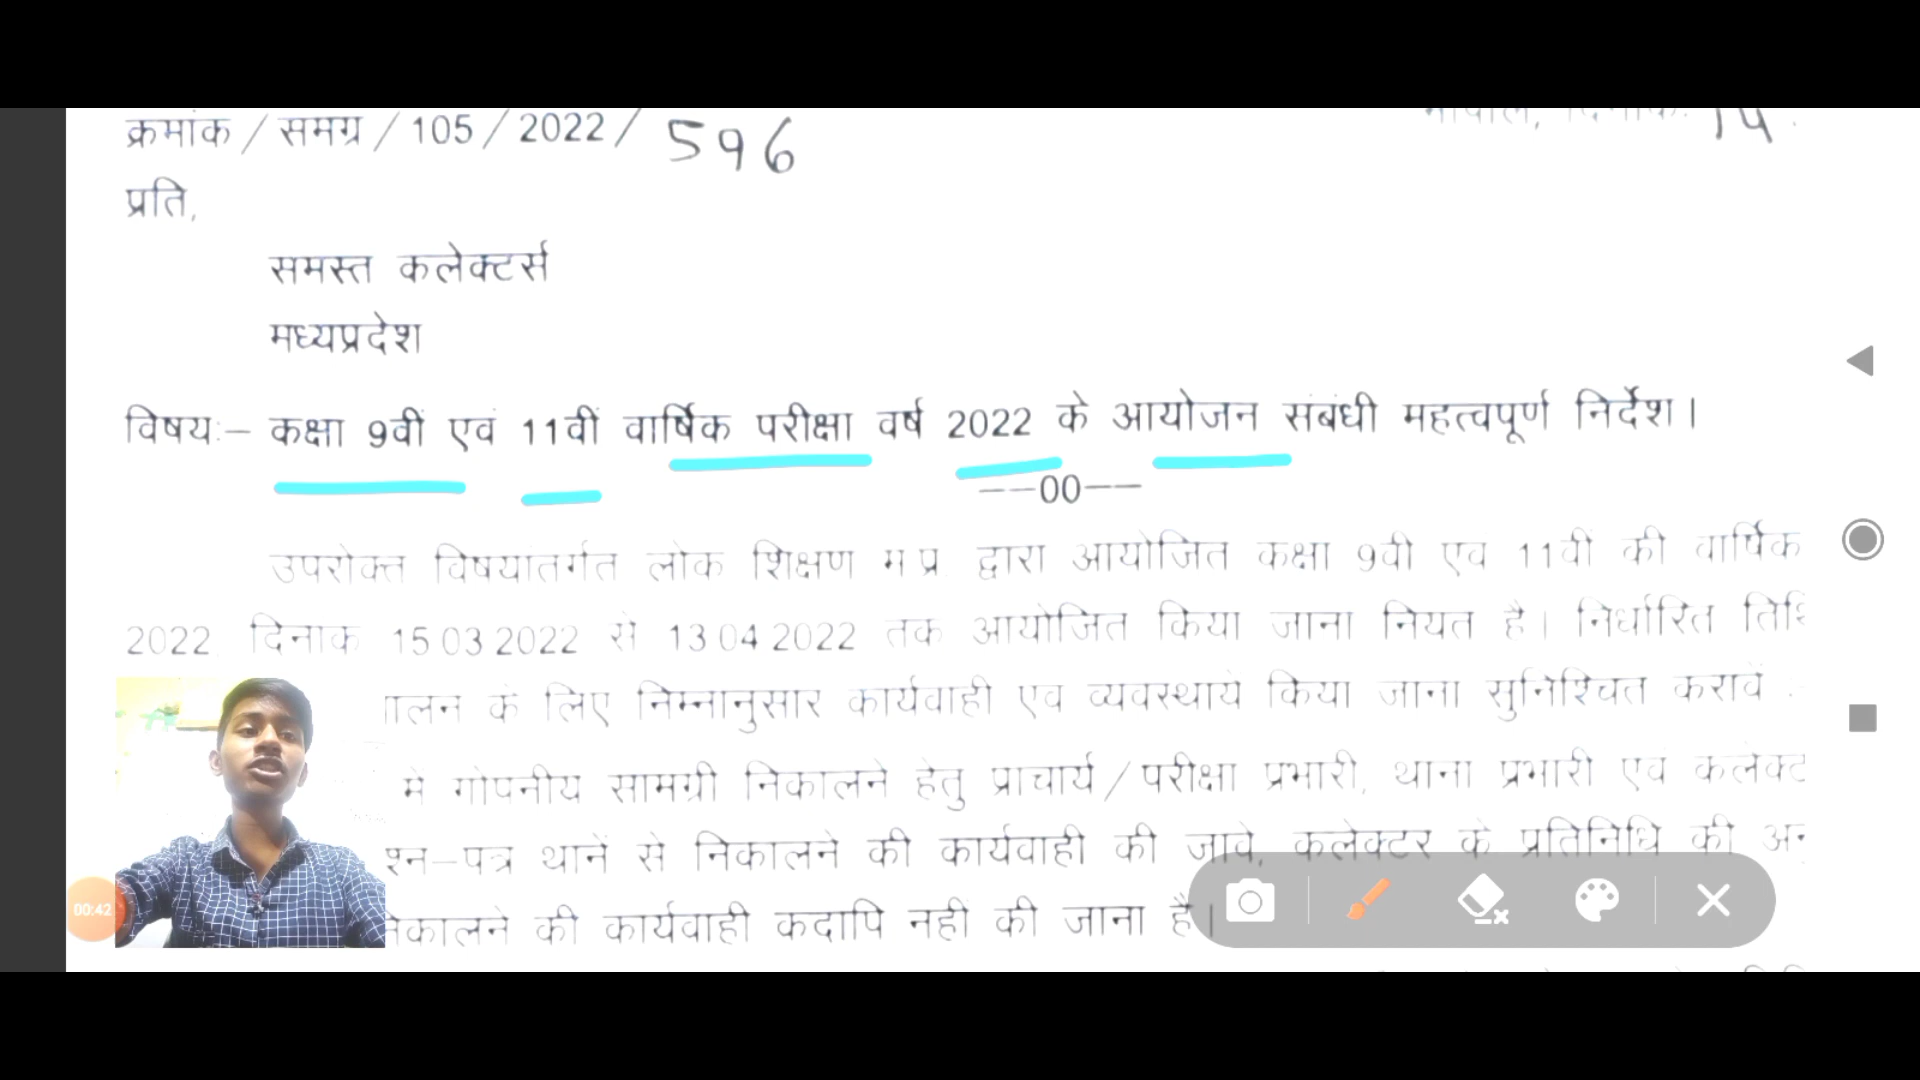 क्रमांक / समग्र / 105 / 2022 / 596
प्रति,
समस्त कलेक्टर्स
मध्यप्रदेश
विषयः– कक्षा 9वीं एवं 11वीं वार्षिक परीक्षा वर्ष 2022 के आयोजन संबंधी महत्वपूर्ण निर्देश।
––00––
उपरोक्त विषयांतर्गत लोक शिक्षण म प्र द्वारा आयोजित कक्षा 9वीं एवं 11वीं की वार्षिक
2022 दिनांक 15 03 2022 से 13 04 2022 तक आयोजित किया जाना नियत है। निर्धारित
के लिए निम्नानुसार कार्यवाही एवं व्यवस्थायें किया जाना सुनिश्चित करावें
में गोपनीय सामग्री निकालने हेतु प्राचार्य / परीक्षा प्रभारी, थाना प्रभारी एवं
श्न–पत्र थानें से निकालने की कार्यवाही की जावे, कलेक्टर के प्रतिनिधि की
की कार्यवाही कदापि नहीं की जाना है।
00:42